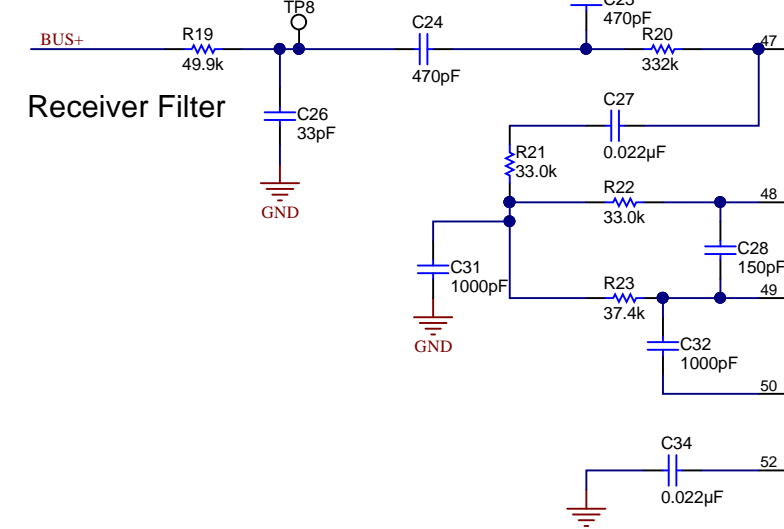 TP8
C23
470pF
BUS+
R19
49.9k
C24
470pF
R20
332k
47
Receiver Filter
C26
33pF
GND
C27
0.022µF
R21
33.0k
R22
33.0k
48
C28
150pF
C31
1000pF
GND
R23
37.4k
49
C32
1000pF
50
C34
0.022µF
52